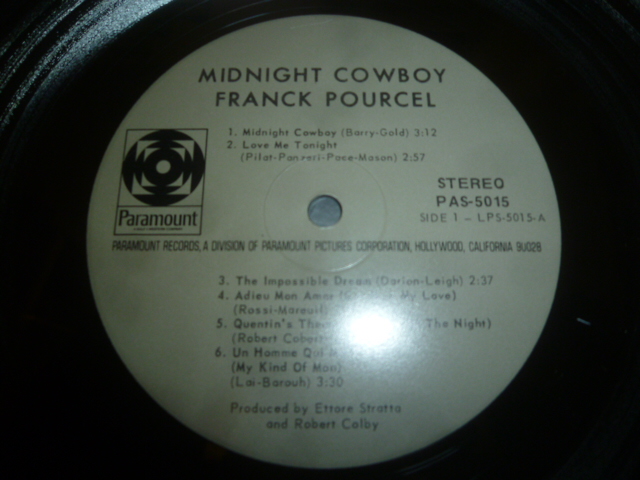 MIDNIGHT COWBOY
FRANCK POURCEL
1. Midnight Cowboy (Barry-Gold) 3:12
2. Love Me Tonight
(Pilat-Panzeri-Pace-Mason) 2:57
Paramount
STEREO
PAS-5015
SIDE 1 - LPS-5015-A
PARAMOUNT RECORDS, A DIVISION OF PARAMOUNT PICTURES CORPORATION, HOLLYWOOD, CALIFORNIA 90028
3. The Impossible Dream (Darion-Leigh) 2:37
4. Adieu Mon Amour My Love)
(Rossi-
5. Quentin's The Night)
(Robert
6. Un Homme Qui
(My Kind Of Man)
(Lai-Barouh) 3:30
Produced by Ettore Stratta
and Robert Colby